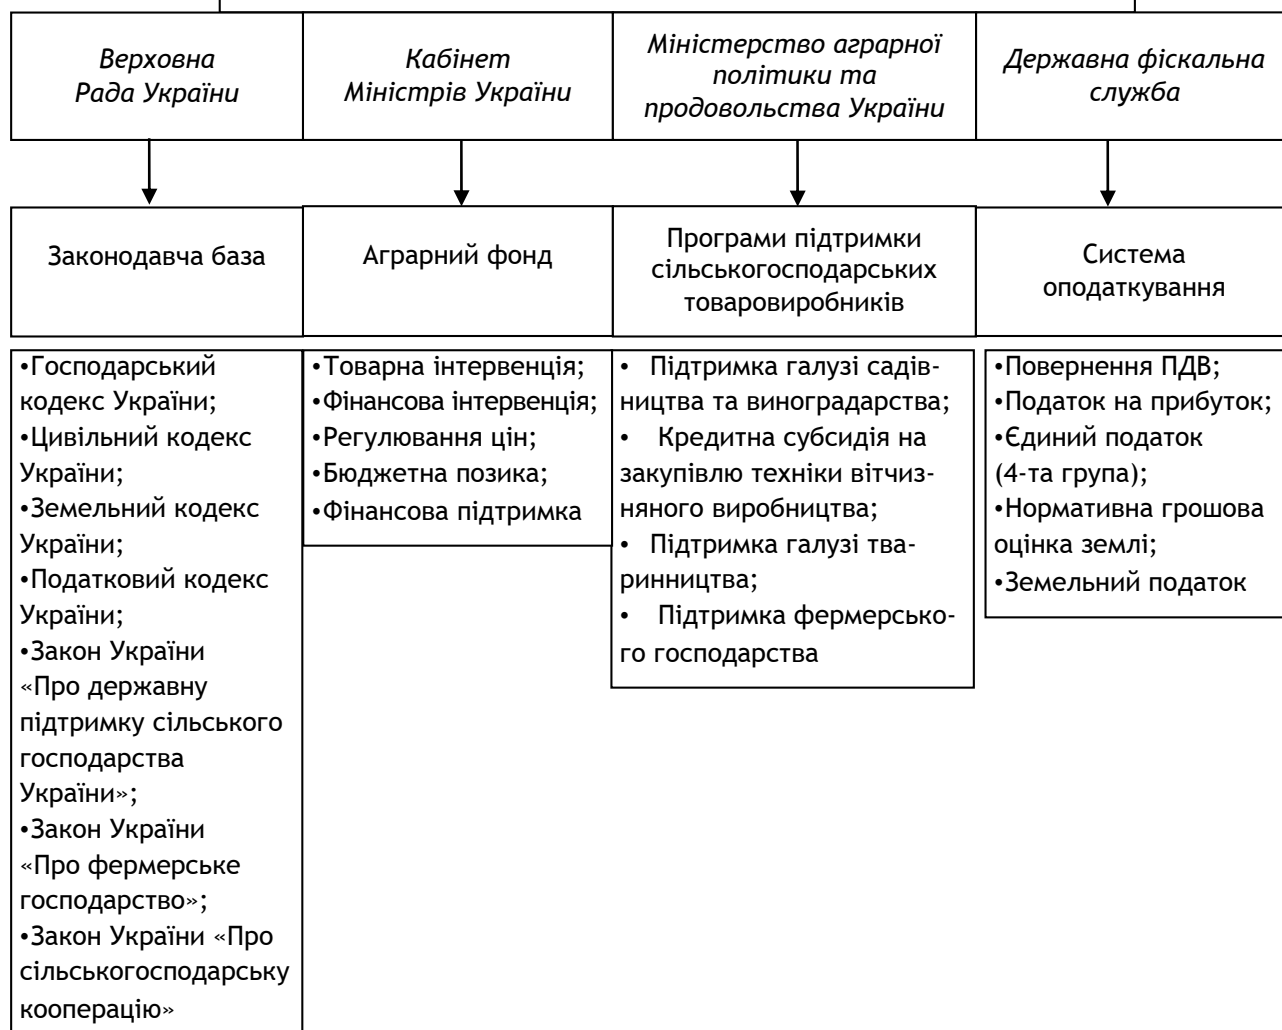 Верховна
Рада України
Кабінет
Міністрів України
Міністерство аграрної
політики та
продовольства України
Державна фіскальна
служба
Законодавча база
Аграрний фонд
Програми підтримки
сільськогосподарських
товаровиробників
Система
оподаткування
•Господарський
кодекс України;
•Цивільний кодекс
України;
•Земельний кодекс
України;
•Податковий кодекс
України;
•Закон України
«Про державну
підтримку сільського
господарства
України»;
•Закон України
«Про фермерське
господарство»;
•Закон України «Про
сільськогосподарську
кооперацію»
•Товарна інтервенція;
•Фінансова інтервенція;
•Регулювання цін;
•Бюджетна позика;
•Фінансова підтримка
• Підтримка галузі садів-
ництва та виноградарства;
• Кредитна субсидія на
закупівлю техніки вітчиз-
няного виробництва;
• Підтримка галузі тва-
ринництва;
• Підтримка фермерсько-
го господарства
•Повернення ПДВ;
•Податок на прибуток;
•Єдиний податок
(4-та група);
•Нормативна грошова
оцінка землі;
•Земельний податок